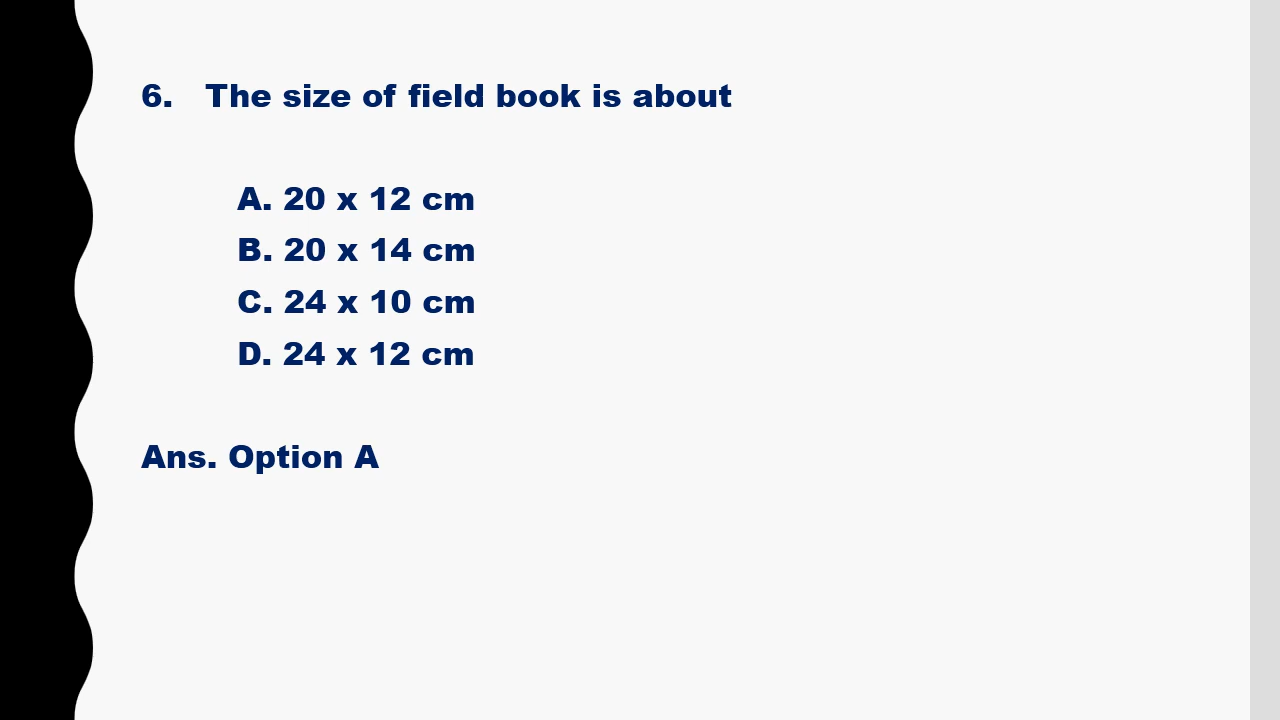 6. The size of field book is about
A. 20 x 12 cm
B. 20 x 14 cm
C. 24 x 10 cm
D. 24 x 12 cm
Ans. Option A